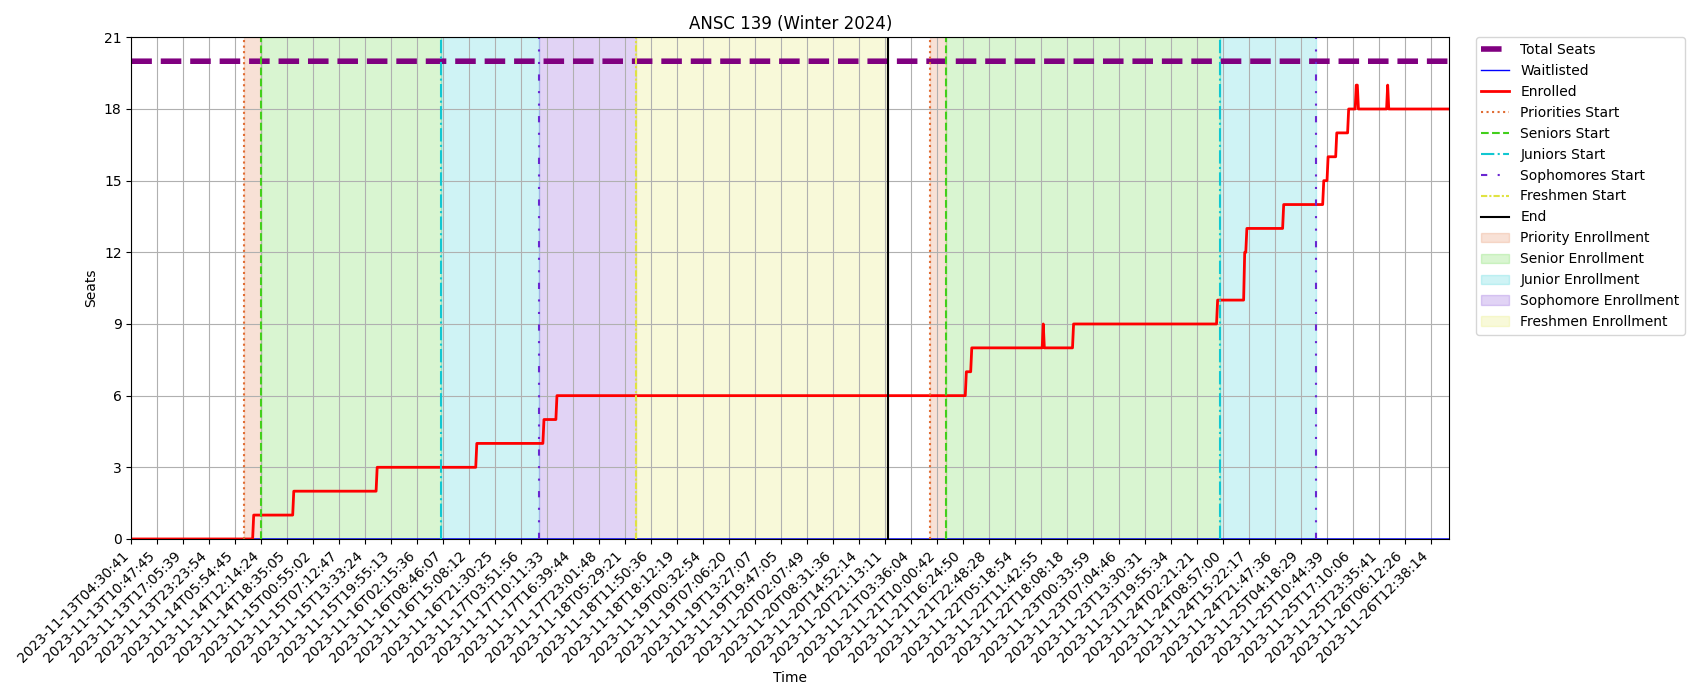 ANSC 139 (Winter 2024)
21
18
15
12
9
6
3
0
Seats
2023-11-13T04:30:41
2023-11-13T10:47:45
2023-11-13T17:05:39
2023-11-13T23:23:54
2023-11-14T05:54:45
2023-11-14T12:14:24
2023-11-14T18:35:05
2023-11-15T00:55:02
2023-11-15T07:12:47
2023-11-15T13:33:24
2023-11-15T19:55:13
2023-11-16T02:15:36
2023-11-16T08:46:07
2023-11-16T15:08:12
2023-11-16T21:30:25
2023-11-17T03:51:56
2023-11-17T10:11:33
2023-11-17T16:39:44
2023-11-17T23:01:48
2023-11-18T05:29:21
2023-11-18T11:50:36
2023-11-18T18:12:19
2023-11-19T00:32:54
2023-11-19T07:06:20
2023-11-19T13:27:07
2023-11-19T19:47:05
2023-11-20T02:07:49
2023-11-20T08:31:36
2023-11-20T14:52:14
2023-11-20T21:13:11
2023-11-21T03:36:04
2023-11-21T10:00:42
2023-11-21T16:24:50
2023-11-21T22:48:28
2023-11-22T05:18:54
2023-11-22T11:42:55
2023-11-22T18:08:18
2023-11-23T00:33:59
2023-11-23T07:04:46
2023-11-23T13:30:31
2023-11-23T19:55:34
2023-11-24T02:21:21
2023-11-24T08:57:00
2023-11-24T15:22:17
2023-11-24T21:47:36
2023-11-25T04:18:29
2023-11-25T10:44:39
2023-11-25T17:10:06
2023-11-25T23:35:41
2023-11-26T06:12:26
2023-11-26T12:38:14
Time
Total Seats
Waitlisted
Enrolled
Priorities Start
Seniors Start
Juniors Start
Sophomores Start
Freshmen Start
End
Priority Enrollment
Senior Enrollment
Junior Enrollment
Sophomore Enrollment
Freshmen Enrollment